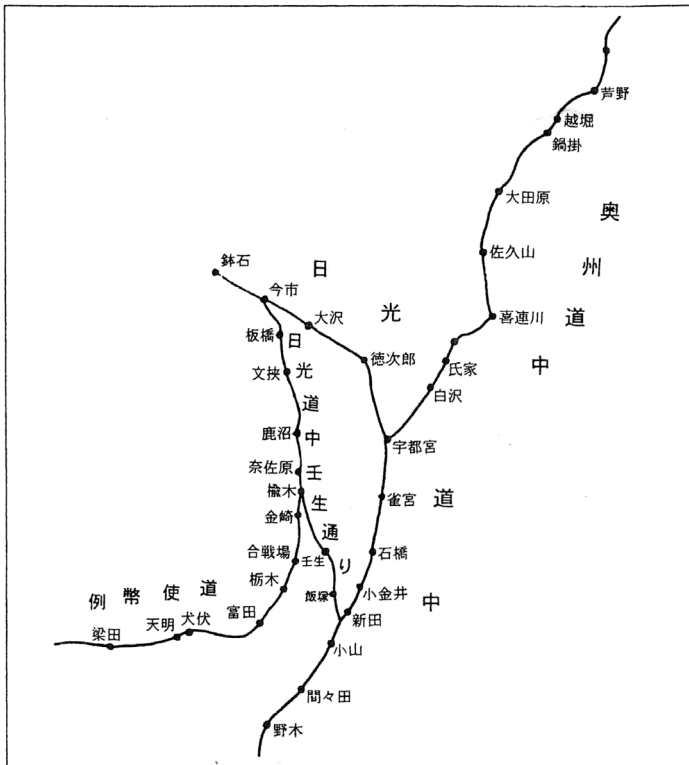 芦野
越堀
鍋掛
大田原
佐久山
喜連川
氏家
白沢
奥州道中
鉢石
今市
大沢
徳次郎
宇都宮
雀宮
石橋
小金井
新田
小山
間々田
野木
日光道中
板橋
文挟
鹿沼
奈佐原
楡木
金崎
合戦場
栃木
富田
犬伏
天明
梁田
例幣使道
壬生
飯塚
日光道中壬生通り